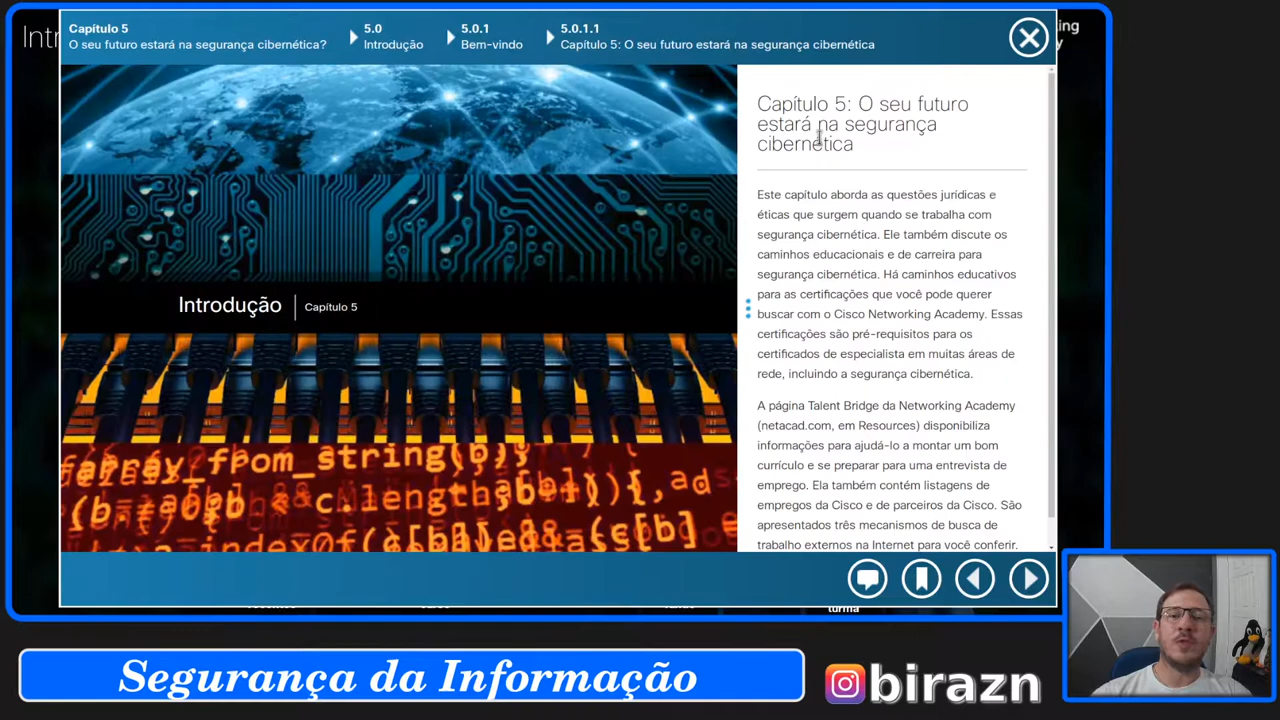 Capítulo 5
O seu futuro estará na segurança cibernética?
5.0
Introdução
5.0.1
Bem-vindo
5.0.1.1
Capítulo 5: O seu futuro estará na segurança cibernética
Capítulo 5: O seu futuro
estará na segurança
cibernética
Este capítulo aborda as questões jurídicas e
éticas que surgem quando se trabalha com
segurança cibernética. Ele também discute os
caminhos educacionais e de carreira para
segurança cibernética. Há caminhos educativos
para as certificações que você pode querer
buscar com o Cisco Networking Academy. Essas
certificações são pré-requisitos para os
certificados de especialista em muitas áreas de
rede, incluindo a segurança cibernética.
A página Talent Bridge da Networking Academy
(netacad.com, em Resources) disponibiliza
informações para ajudá-lo a montar um bom
currículo e se preparar para uma entrevista de
emprego. Ela também contém listagens de
empregos da Cisco e de parceiros da Cisco. São
apresentados três mecanismos de busca de
trabalho externos na Internet para você conferir.
Introdução
Capítulo 5
array_from_string(b),
c.length;b++){
turma
Segurança da Informação
birazn